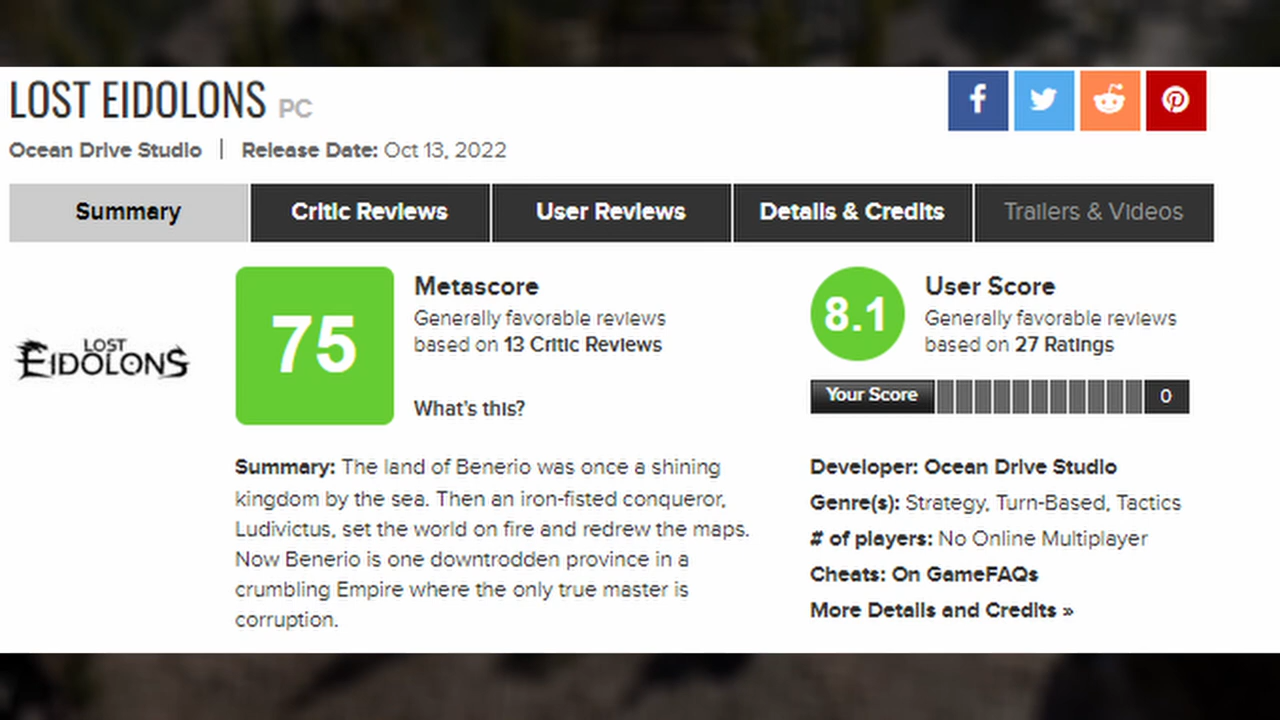 LOST EIDOLONS PC
Ocean Drive Studio | Release Date: Oct 13, 2022
Summary Critic Reviews User Reviews Details & Credits Trailers & Videos
LOST
EIDOLONS
75
Metascore
Generally favorable reviews
based on 13 Critic Reviews
What's this?
8.1
User Score
Generally favorable reviews
based on 27 Ratings
Your Score 0
Summary: The land of Benerio was once a shining
kingdom by the sea. Then an iron-fisted conqueror,
Ludivictus, set the world on fire and redrew the maps.
Now Benerio is one downtrodden province in a
crumbling Empire where the only true master is
corruption.
Developer: Ocean Drive Studio
Genre(s): Strategy, Turn-Based, Tactics
# of players: No Online Multiplayer
Cheats: On GameFAQs
More Details and Credits »